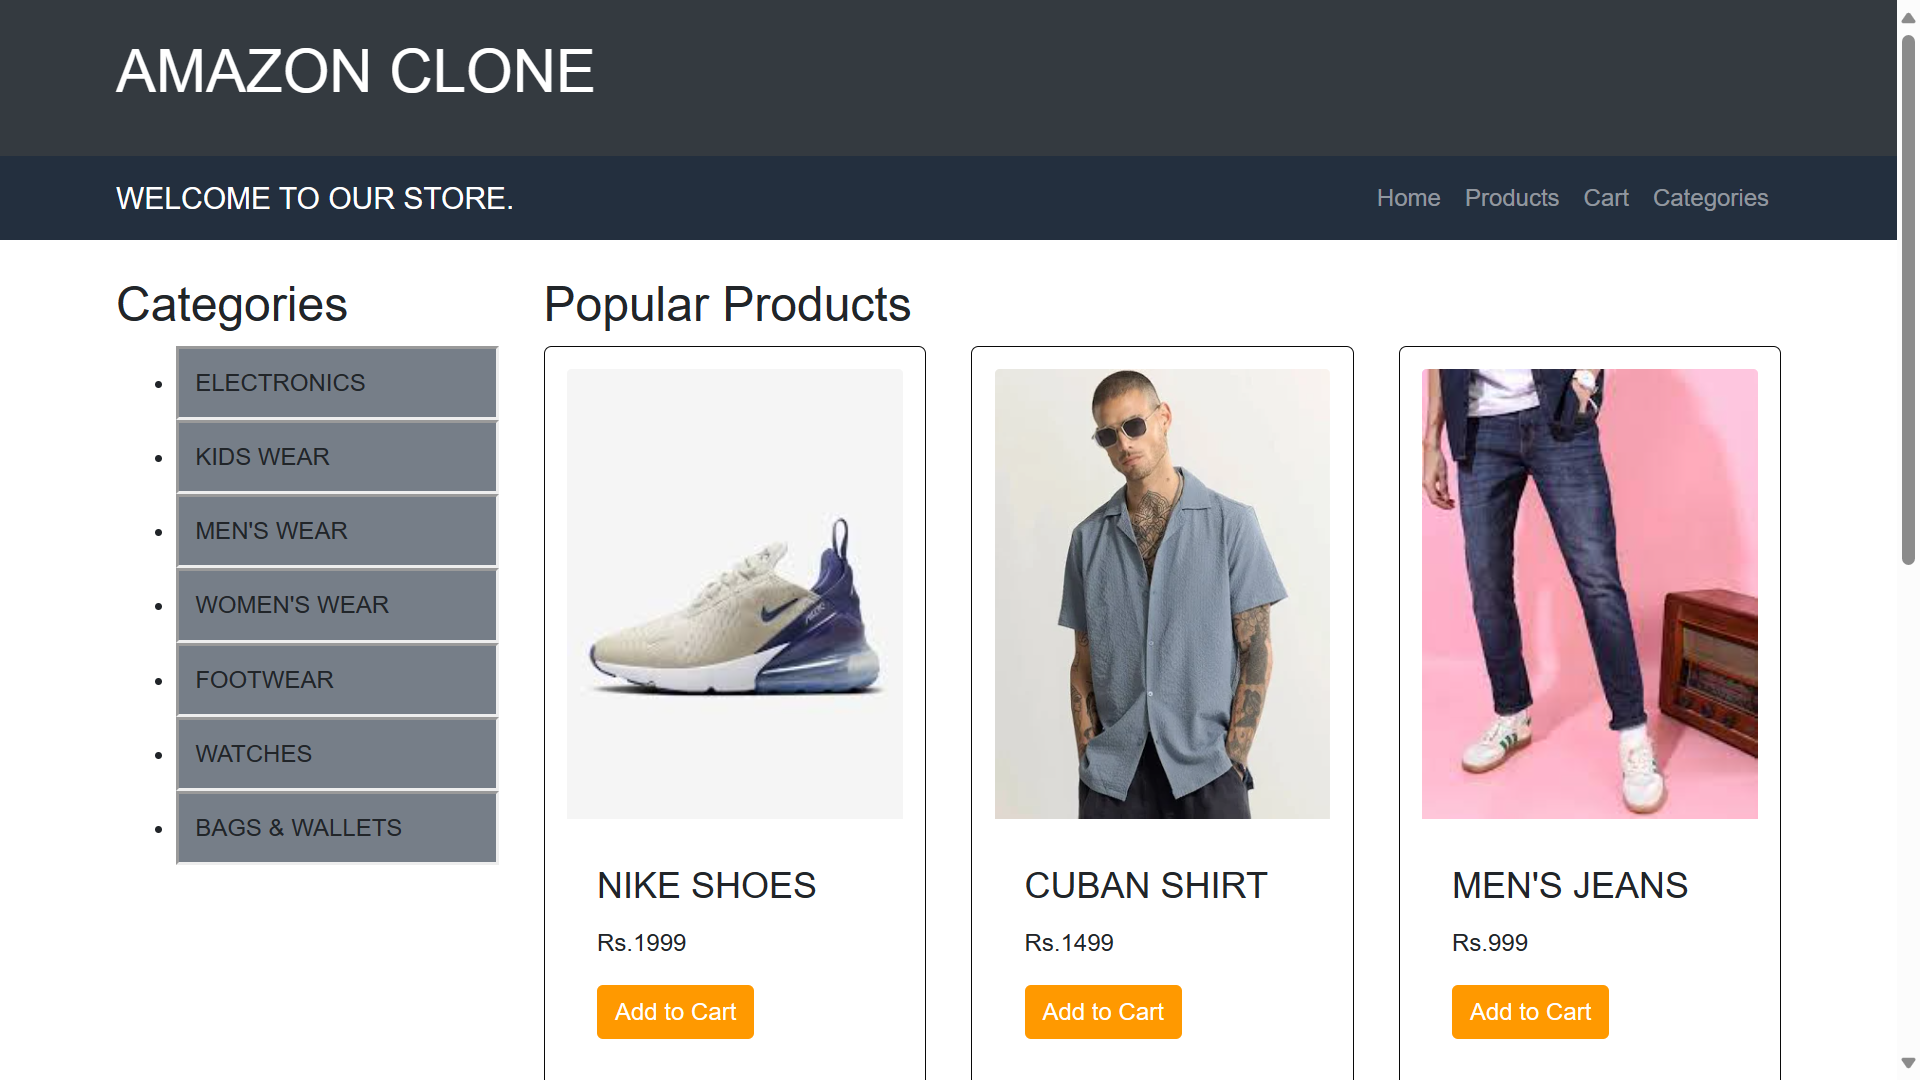 AMAZON CLONE
WELCOME TO OUR STORE.
Home Products Cart Categories
Categories
ELECTRONICS
KIDS WEAR
MEN'S WEAR
WOMEN'S WEAR
FOOTWEAR
WATCHES
BAGS & WALLETS
Popular Products
NIKE SHOES
Rs.1999
Add to Cart
CUBAN SHIRT
Rs.1499
Add to Cart
MEN'S JEANS
Rs.999
Add to Cart